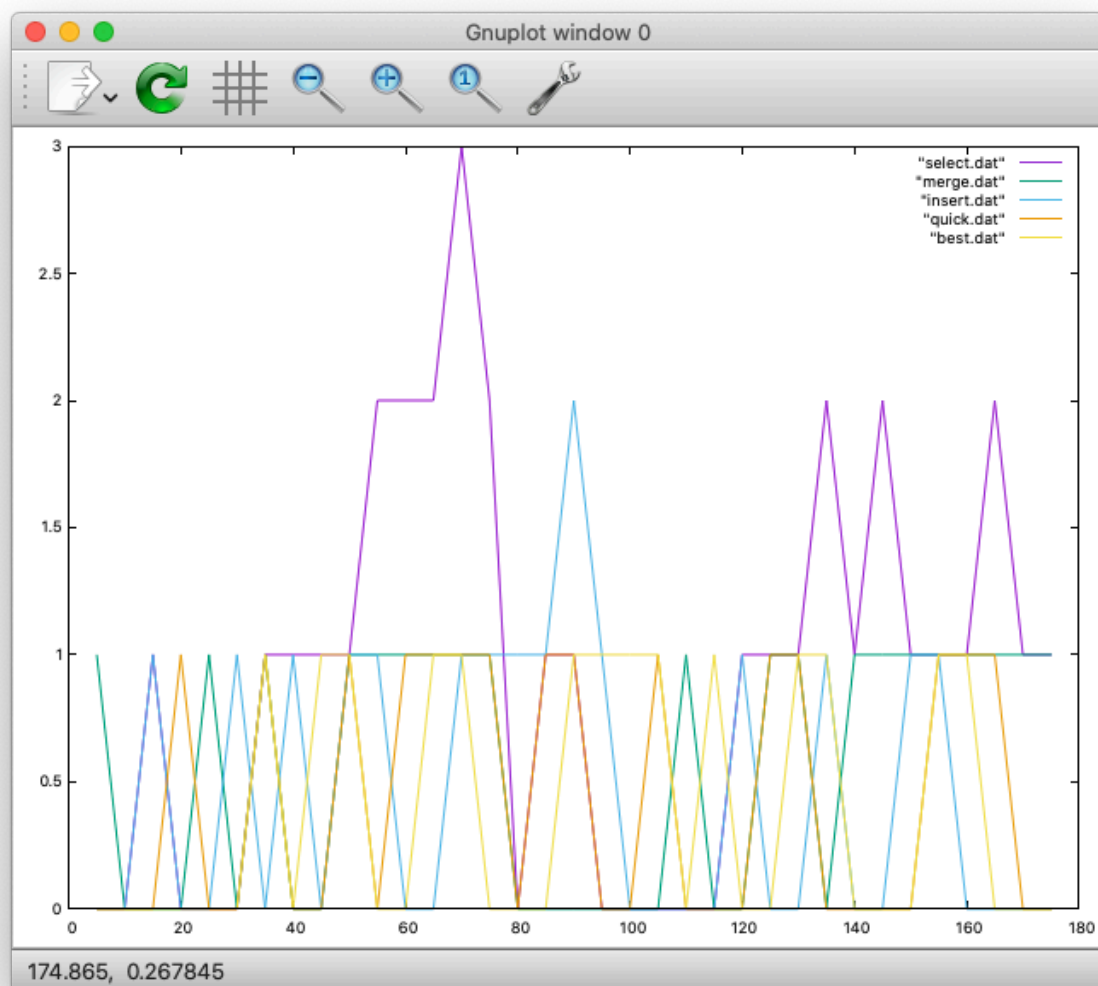 Gnuplot window 0
1
3
2.5
2
1.5
1
0.5
0
"select.dat"
"merge.dat"
"insert.dat"
"quick.dat"
"best.dat"
0 20 40 60 80 100 120 140 160 180
174.865, 0.267845